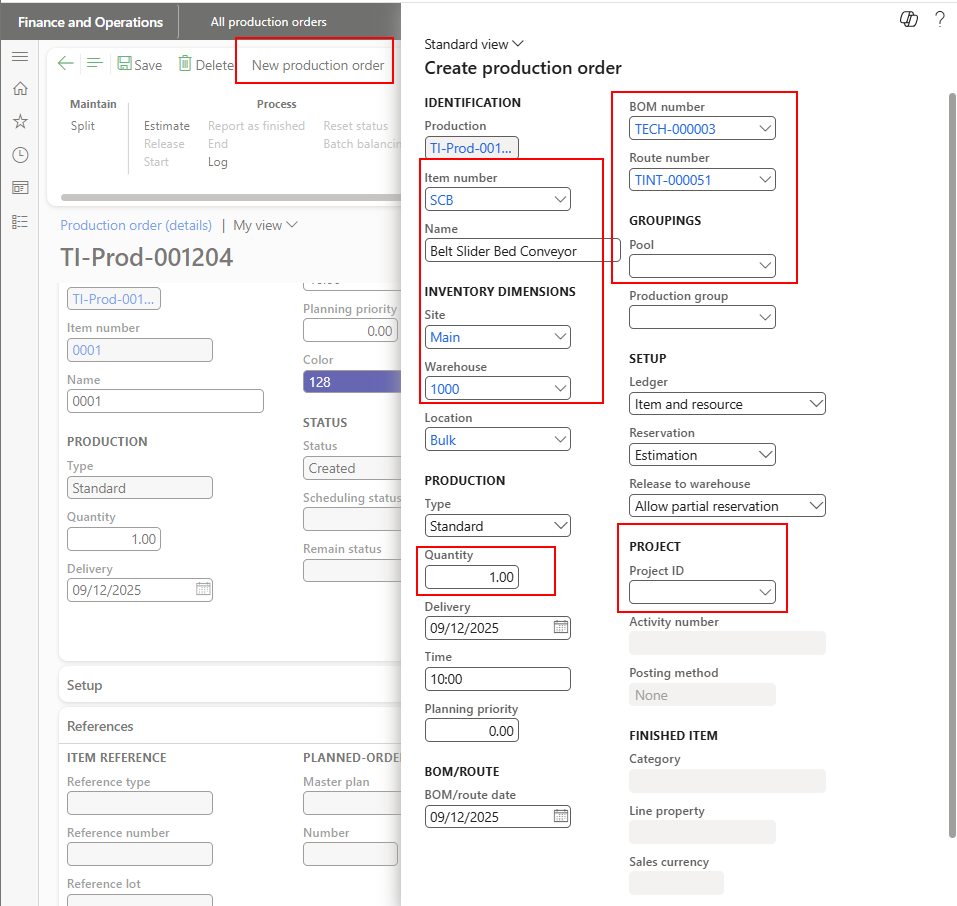 Finance and Operations
All production orders
Save
Delete
New production order
Maintain
Split
Process
Estimate
Release
Start
Report as finished
End
Log
Reset status
Batch balancin
Production order (details) | My view
TI-Prod-001204
TI-Prod-001...
Item number
0001
Name
0001
PRODUCTION
Type
Standard
Quantity
1.00
Delivery
09/12/2025
Planning priority
0.00
Color
128
STATUS
Status
Created
Scheduling status
Remain status
Setup
References
ITEM REFERENCE
Reference type
Reference number
Reference lot
PLANNED-ORDE
Master plan
Number
?
Standard view
Create production order
IDENTIFICATION
Production
TI-Prod-001...
Item number
SCB
Name
Belt Slider Bed Conveyor
INVENTORY DIMENSIONS
Site
Main
Warehouse
1000
Location
Bulk
PRODUCTION
Type
Standard
Quantity
1.00
Delivery
09/12/2025
Time
10:00
Planning priority
0.00
BOM/ROUTE
BOM/route date
09/12/2025
BOM number
TECH-000003
Route number
TINT-000051
GROUPINGS
Pool
Production group
SETUP
Ledger
Item and resource
Reservation
Estimation
Release to warehouse
Allow partial reservation
PROJECT
Project ID
Activity number
Posting method
None
FINISHED ITEM
Category
Line property
Sales currency